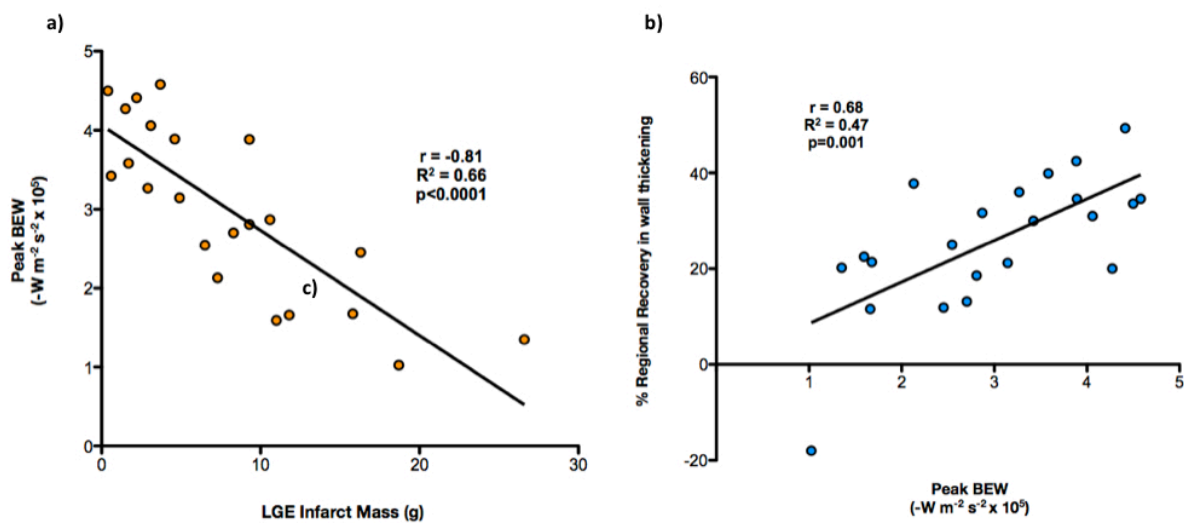 a)
5
4
3
2
1
0
0
10
20
30
Peak BEW
(-W m⁻² s⁻² x 10⁵)
r = -0.81
R² = 0.66
p<0.0001
c)
LGE Infarct Mass (g)
b)
60
40
20
0
-20
1
2
3
4
5
% Regional Recovery in wall thickening
r = 0.68
R² = 0.47
p=0.001
Peak BEW
(-W m⁻² s⁻² x 10⁵)